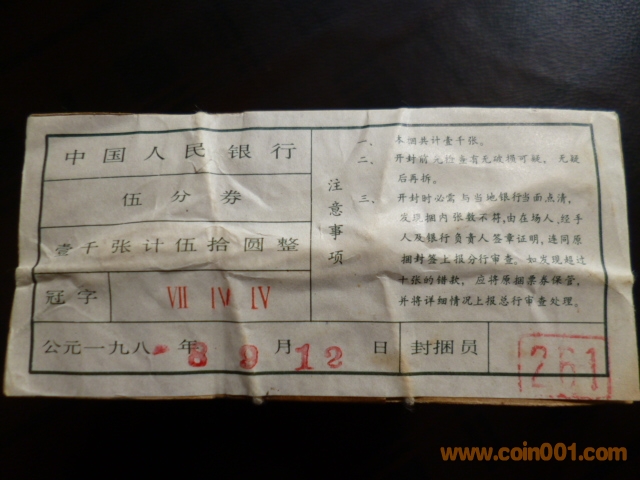 中国人民银行
伍分券
壹千张计伍拾圆整
冠字 VII IV IV
公元一九八 年 9 月 12 日 封捆员 261
注意事项
一、 本捆共计壹千张。
二、 开封前先检查有无破损可疑，无疑
后再拆。
三、 开封时必需与当地银行当面点清，
发现捆内张数不符，由在场人、经手
人及银行负责人签章证明，连同原
捆封签上报分行审查。如发现超过
十张的错款，应将原捆票券保管，
并将详细情况上报总行审查处理。
www.coin001.com